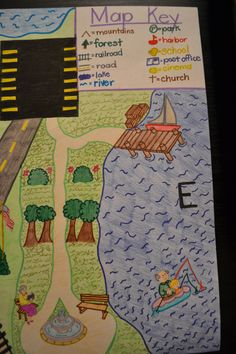 Map Key
= mountains
= forest
= railroad
= road
= lake
= river
= park
= harbor
= school
= post office
= cinema
= church
E